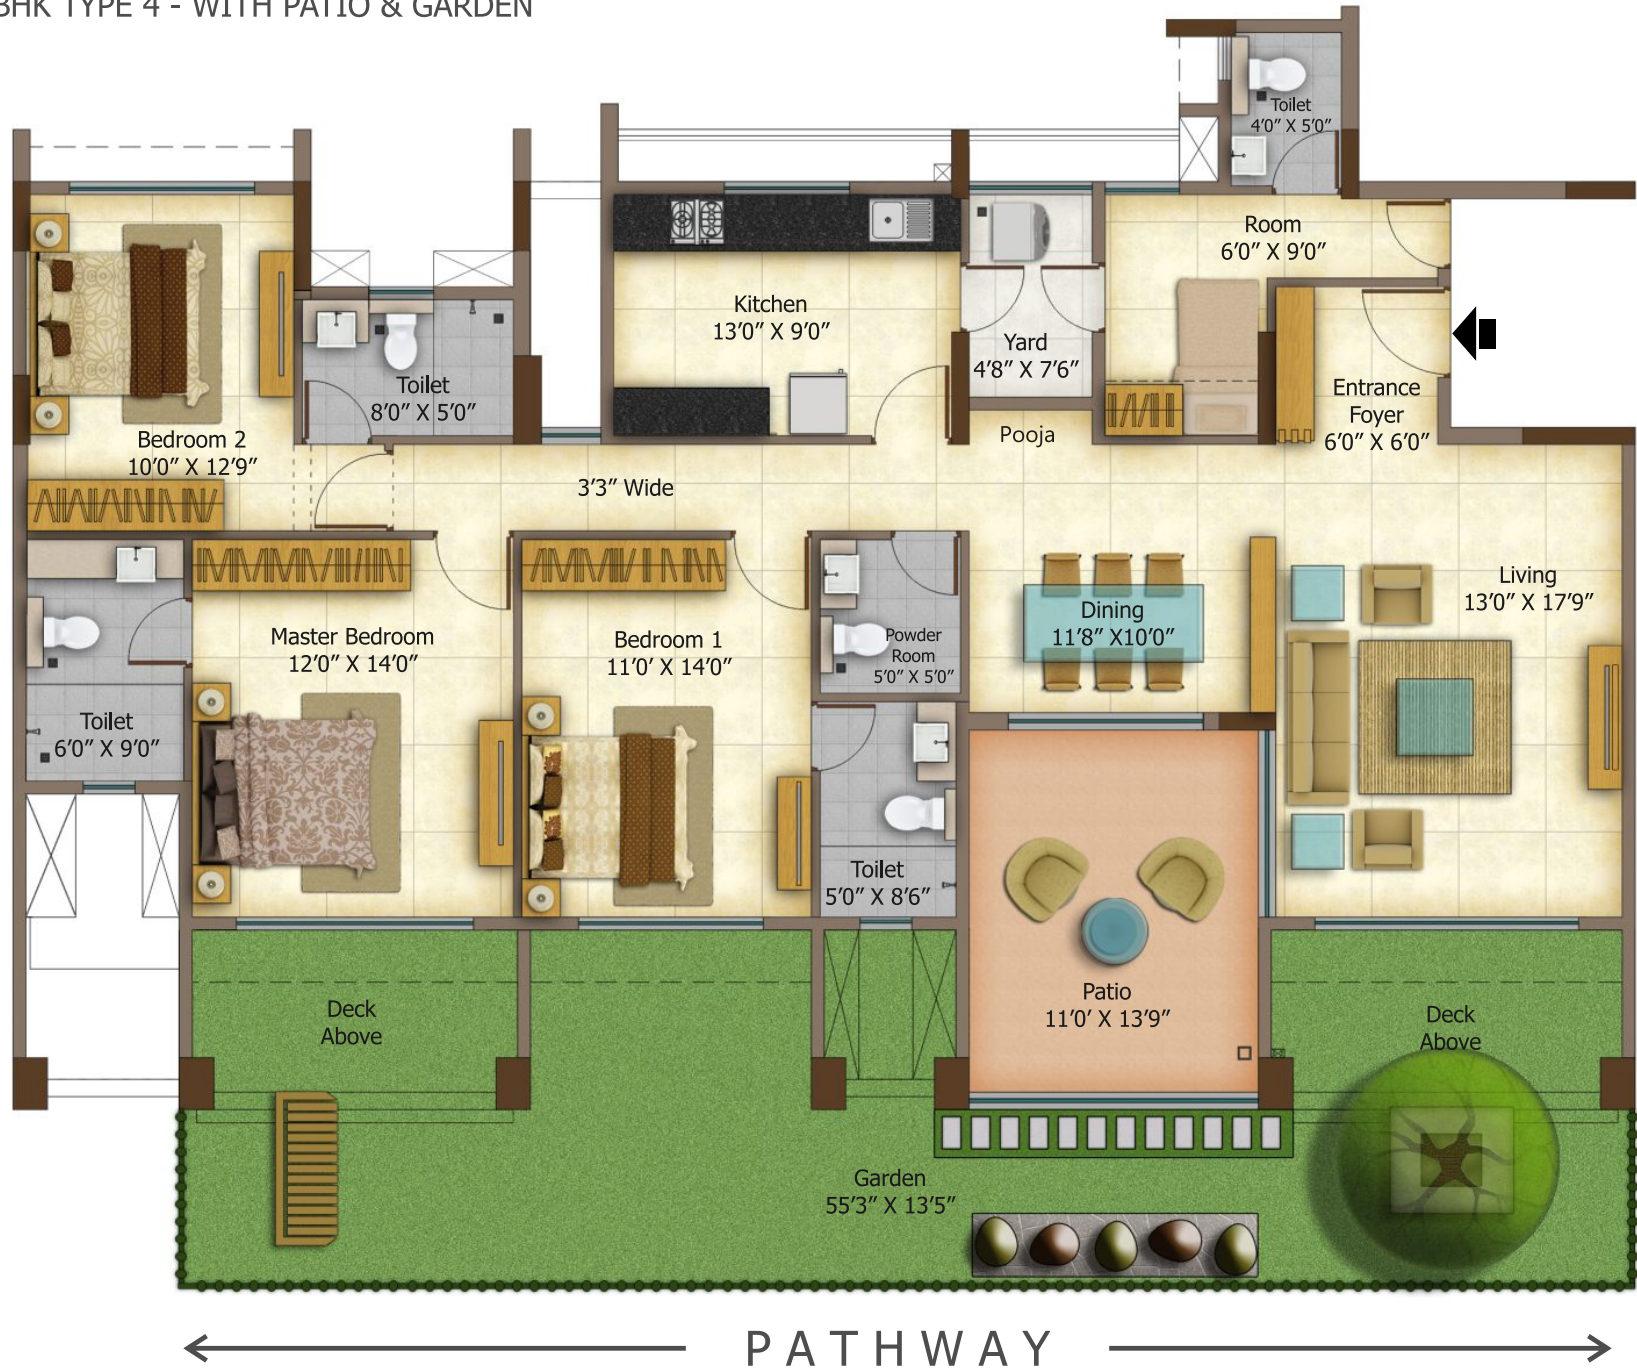 BHK TYPE 4 - WITH PATIO & GARDEN
Toilet
4'0" X 5'0"
Room
6'0" X 9'0"
Kitchen
13'0" X 9'0"
Yard
4'8" X 7'6"
Toilet
8'0" X 5'0"
Entrance
Foyer
6'0" X 6'0"
Bedroom 2
10'0" X 12'9"
Pooja
3'3" Wide
Living
13'0" X 17'9"
Dining
11'8" X10'0"
Master Bedroom
12'0" X 14'0"
Bedroom 1
11'0' X 14'0"
Powder
Room
5'0" X 5'0"
Toilet
6'0" X 9'0"
Toilet
5'0" X 8'6"
Patio
11'0' X 13'9"
Deck
Above
Deck
Above
Garden
55'3" X 13'5"
PATHWAY